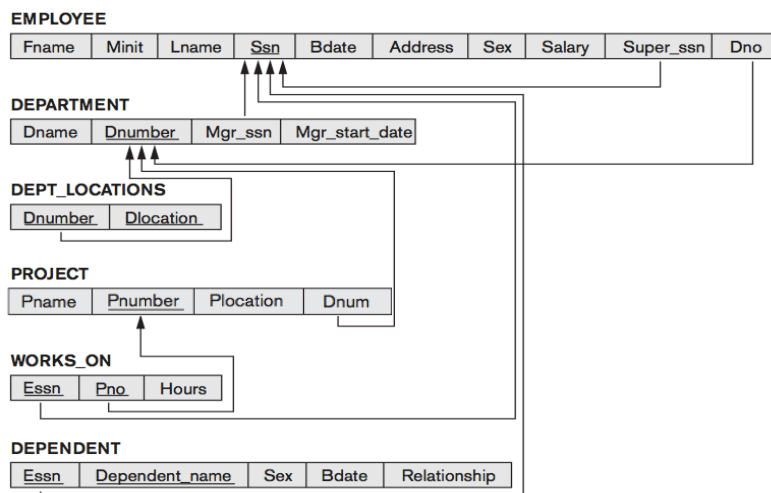 EMPLOYEE
Fname Minit Lname Ssn Bdate Address Sex Salary Super_ssn Dno
DEPARTMENT
Dname Dnumber Mgr_ssn Mgr_start_date
DEPT_LOCATIONS
Dnumber Dlocation
PROJECT
Pname Pnumber Plocation Dnum
WORKS_ON
Essn Pno Hours
DEPENDENT
Essn Dependent_name Sex Bdate Relationship